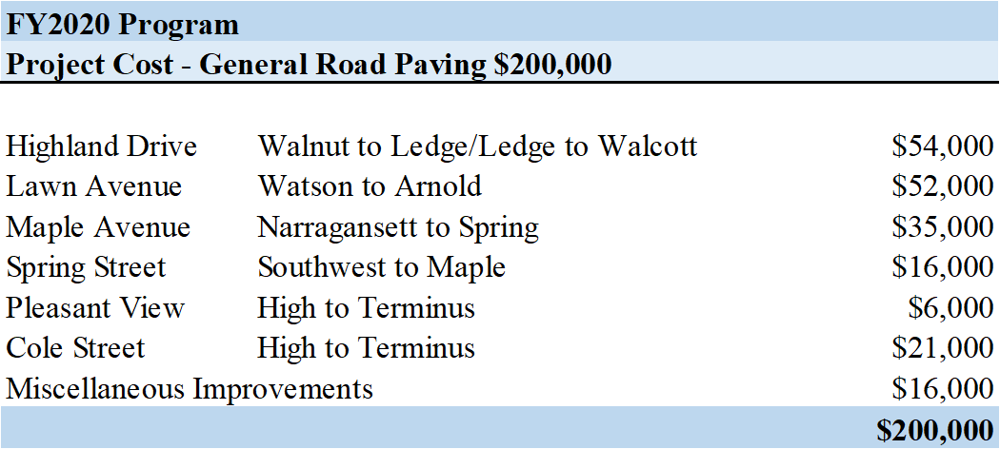 FY2020 Program
Project Cost - General Road Paving $200,000
Highland Drive Walnut to Ledge/Ledge to Walcott $54,000
Lawn Avenue Watson to Arnold $52,000
Maple Avenue Narragansett to Spring $35,000
Spring Street Southwest to Maple $16,000
Pleasant View High to Terminus $6,000
Cole Street High to Terminus $21,000
Miscellaneous Improvements $16,000
$200,000